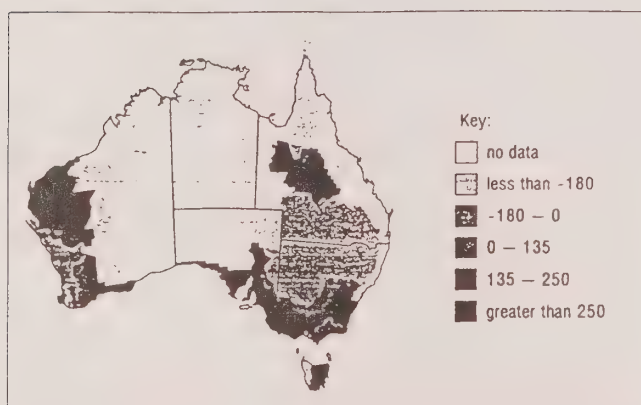 Key:
no data
less than -180
-180 – 0
0 – 135
135 – 250
greater than 250